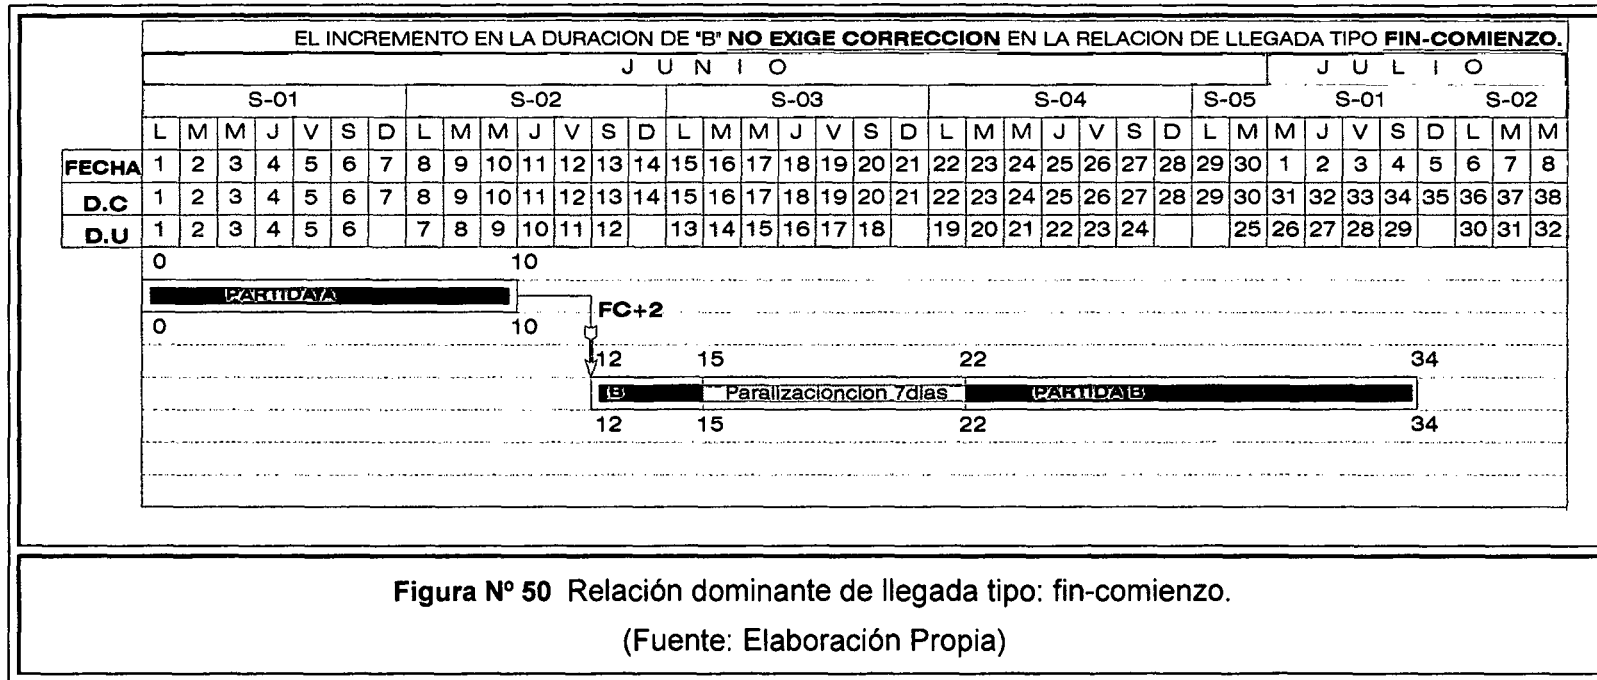 EL INCREMENTO EN LA DURACION DE "B" NO EXIGE CORRECCION EN LA RELACION DE LLEGADA TIPO FIN-COMIENZO.
J U N I O J U L I O
S-01 S-02 S-03 S-04 S-05 S-01 S-02
L M M J V S D L M M J V S D L M M J V S D L M M J V S D L M M J V S D L M M
FECHA 1 2 3 4 5 6 7 8 9 10 11 12 13 14 15 16 17 18 19 20 21 22 23 24 25 26 27 28 29 30 1 2 3 4 5 6 7 8
D.C 1 2 3 4 5 6 7 8 9 10 11 12 13 14 15 16 17 18 19 20 21 22 23 24 25 26 27 28 29 30 31 32 33 34 35 36 37 38
D.U 1 2 3 4 5 6 7 8 9 10 11 12 13 14 15 16 17 18 19 20 21 22 23 24 25 26 27 28 29 30 31 32
0 10
PARTIDA A
FC+2
0 10
12 15 22 34
B Paralizacioncion 7dias PARTIDA B
12 15 22 34
Figura Nº 50 Relación dominante de llegada tipo: fin-comienzo.
(Fuente: Elaboración Propia)